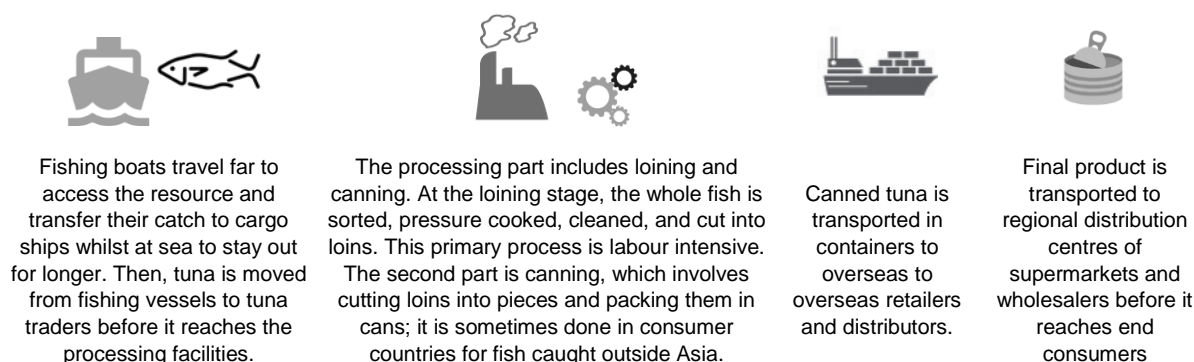 Fishing boats travel far to
access the resource and
transfer their catch to cargo
ships whilst at sea to stay out
for longer. Then, tuna is moved
from fishing vessels to tuna
traders before it reaches the
processing facilities.
The processing part includes loining and
canning. At the loining stage, the whole fish is
sorted, pressure cooked, cleaned, and cut into
loins. This primary process is labour intensive.
The second part is canning, which involves
cutting loins into pieces and packing them in
cans; it is sometimes done in consumer
countries for fish caught outside Asia.
Canned tuna is
transported in
containers to
overseas to
overseas retailers
and distributors.
Final product is
transported to
regional distribution
centres of
supermarkets and
wholesalers before it
reaches end
consumers